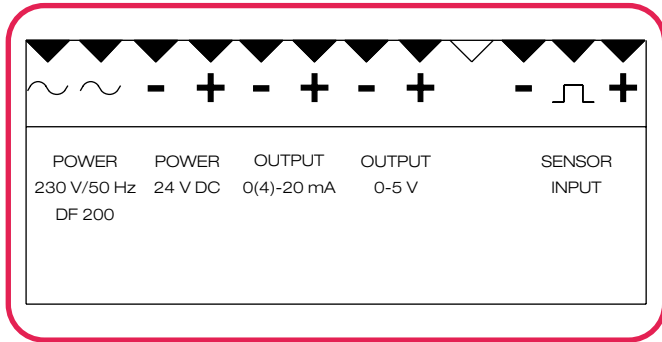 - + - + - + - +
POWER POWER OUTPUT OUTPUT SENSOR
230 V/50 Hz 24 V DC 0(4)-20 mA 0-5 V INPUT
DF 200